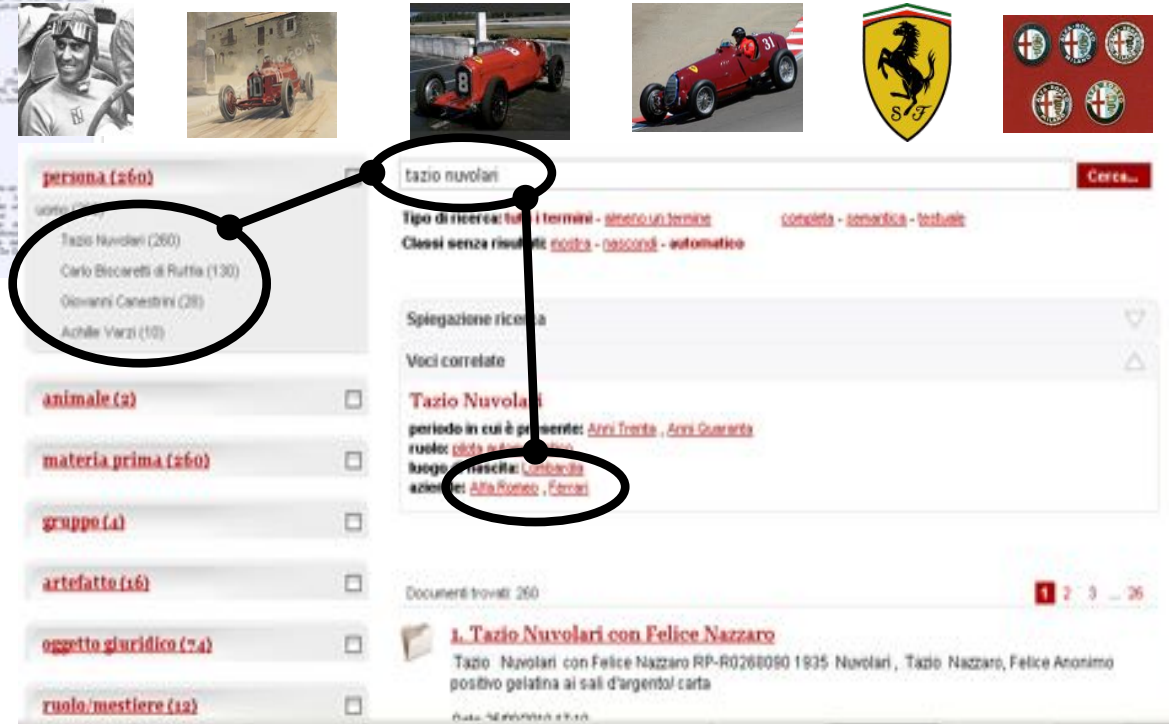 8
31
S F
persona (260)
Tazio Nuvolari (260)
Carlo Biscaretti di Ruffia (130)
Giovanni Canestrini (28)
Achille Varzi (10)
animale (2)
materia prima (260)
gruppo (4)
artefatto (16)
oggetto giuridico (74)
ruolo/mestiere (12)
tazio nuvolari
Cerca...
Tipo di ricerca: i termini - almeno un termine completa - semantica - testuale
Classi senza mostra - nascondi - automatico
Spiegazione ricerca
Voci correlate
Tazio Nuvolari
periodo in cui è presente: Anni Trenta , Anni Quaranta
ruolo: pilota
luogo di nascita: Lombardia
Alfa Romeo , Ferrari
Documenti trovati: 260
1 2 3 ... 26
1. Tazio Nuvolari con Felice Nazzaro
Tazio Nuvolari con Felice Nazzaro RP-R0268090 1935 Nuvolari , Tazio Nazzaro, Felice Anonimo
positivo gelatina ai sali d'argento/ carta